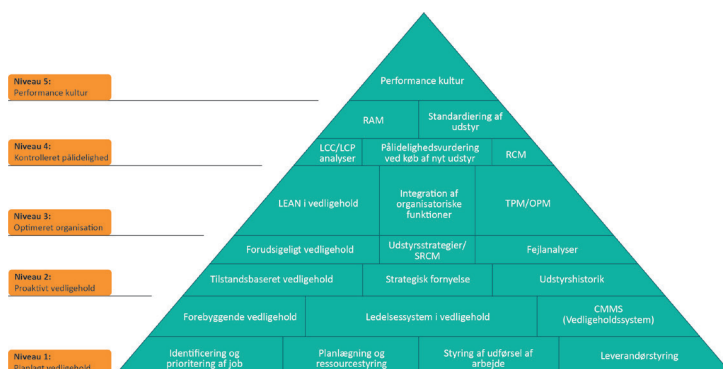 Niveau 5:
Performance kultur
Performance kultur
RAM
Standardiering af
udstyr
Niveau 4:
Kontrolleret pålidelighed
LCC/LCP
analyser
Pålidelighedsvurdering
ved køb af nyt udstyr
RCM
Niveau 3:
Optimeret organisation
LEAN i vedligehold
Integration af
organisatoriske
funktioner
TPM/OPM
Forudsigeligt vedligehold
Udstyrsstrategier/
SRCM
Fejlanalyser
Niveau 2:
Proaktivt vedligehold
Tilstandsbaseret vedligehold
Strategisk fornyelse
Udstyrshistorik
Forebyggende vedligehold
Ledelsessystem i vedligehold
CMMS
(Vedligeholdssystem)
Niveau 1:
Planlagt vedligehold
Identificering og
prioritering af job
Planlægning og
ressourcestyring
Styring af udførsel af
arbejde
Leverandørstyring